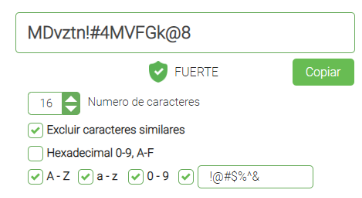 MDvztn!#4MVFGk@8
FUERTE Copiar
16 Numero de caracteres
Excluir caracteres similares
Hexadecimal 0-9, A-F
A - Z a - z 0 - 9 !@#$%^&